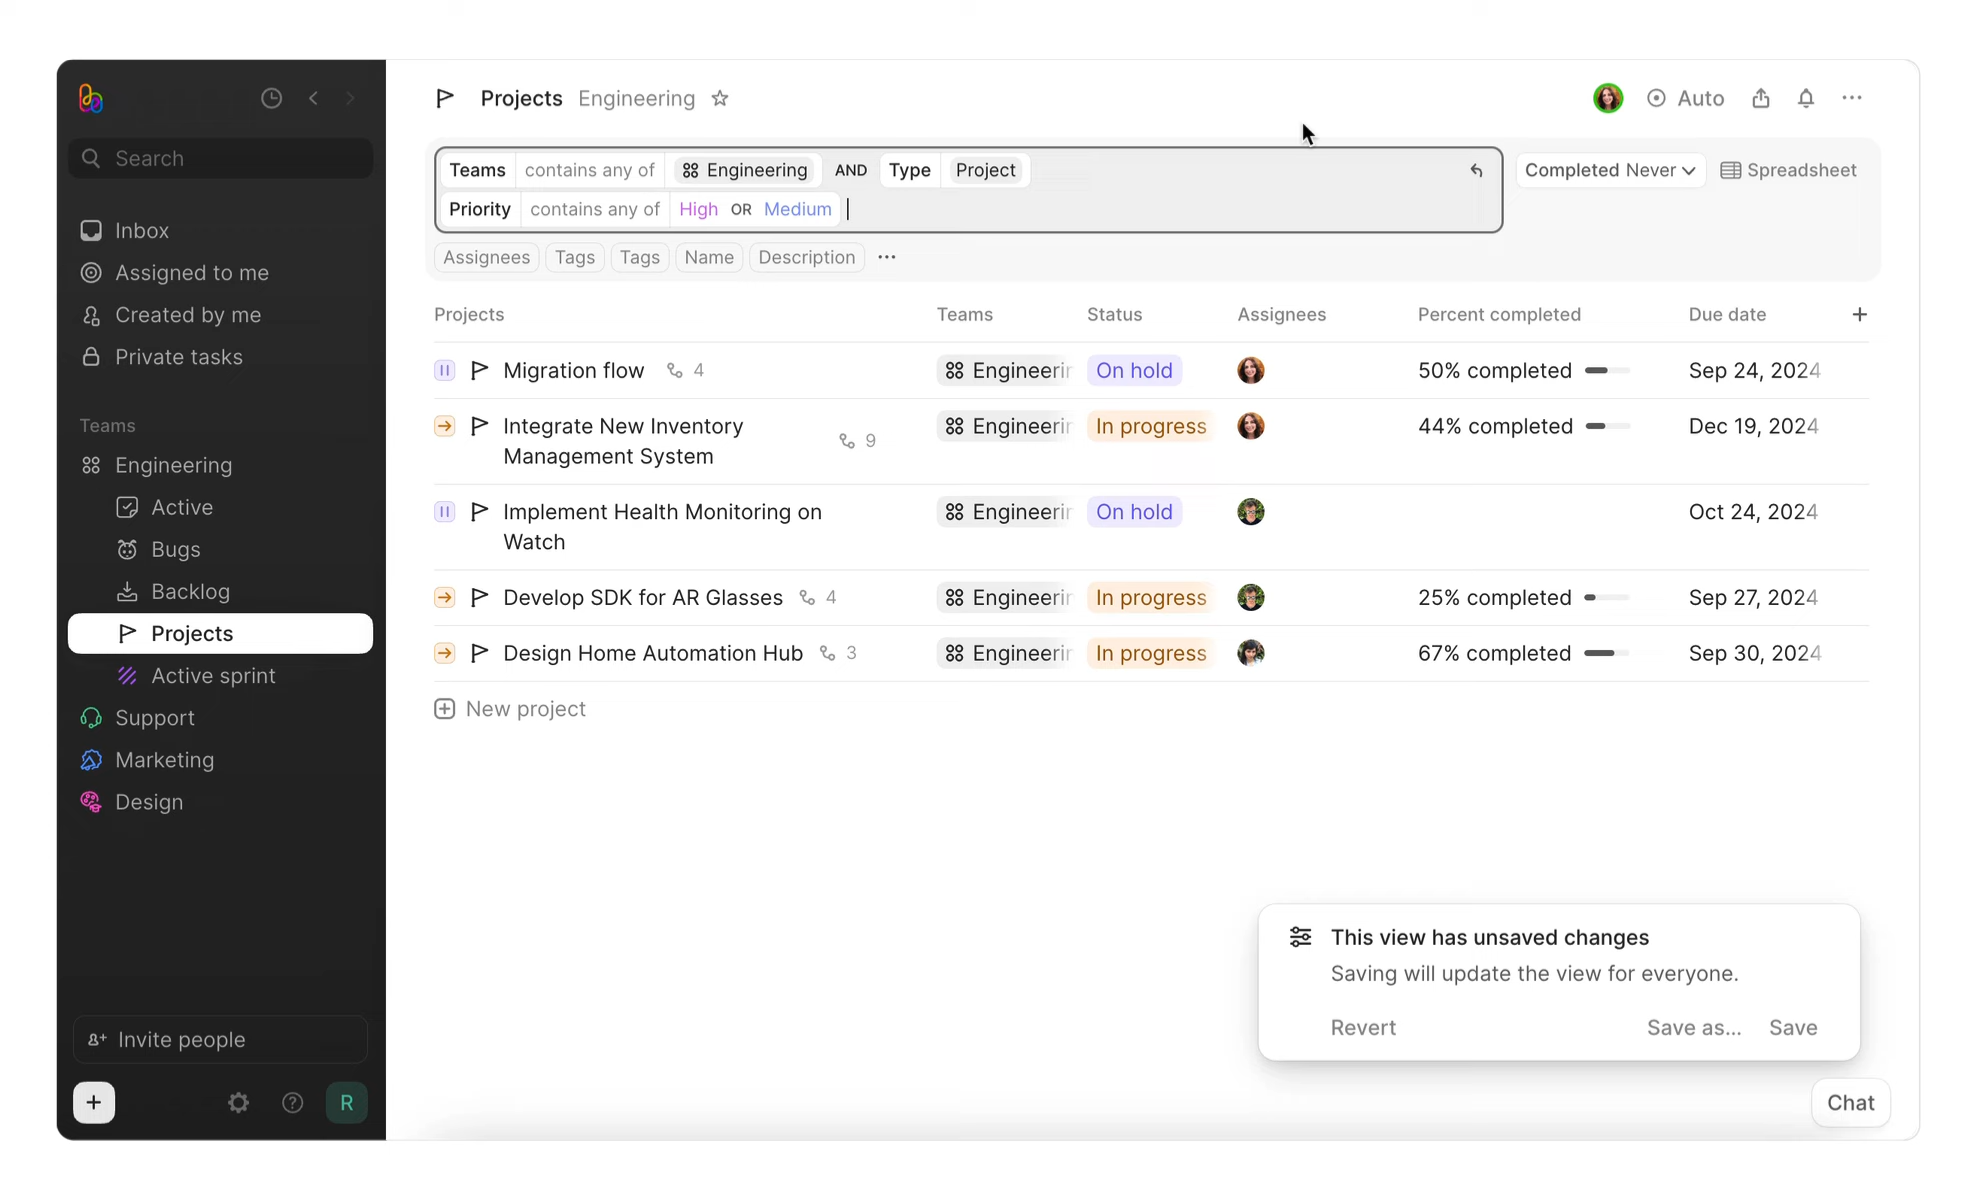 Search
Inbox
Assigned to me
Created by me
Private tasks
Teams
Engineering
Active
Bugs
Backlog
Projects
Active sprint
Support
Marketing
Design
Invite people
R
Projects Engineering
Auto
Teams contains any of Engineering AND Type Project
Priority contains any of High OR Medium
Completed Never
Spreadsheet
Assignees Tags Tags Name Description
Projects Teams Status Assignees Percent completed Due date
Migration flow 4 Engineerin On hold 50% completed Sep 24, 2024
Integrate New Inventory
Management System 9 Engineerin In progress 44% completed Dec 19, 2024
Implement Health Monitoring on
Watch Engineerin On hold Oct 24, 2024
Develop SDK for AR Glasses 4 Engineerin In progress 25% completed Sep 27, 2024
Design Home Automation Hub 3 Engineerin In progress 67% completed Sep 30, 2024
New project
This view has unsaved changes
Saving will update the view for everyone.
Revert Save as... Save
Chat